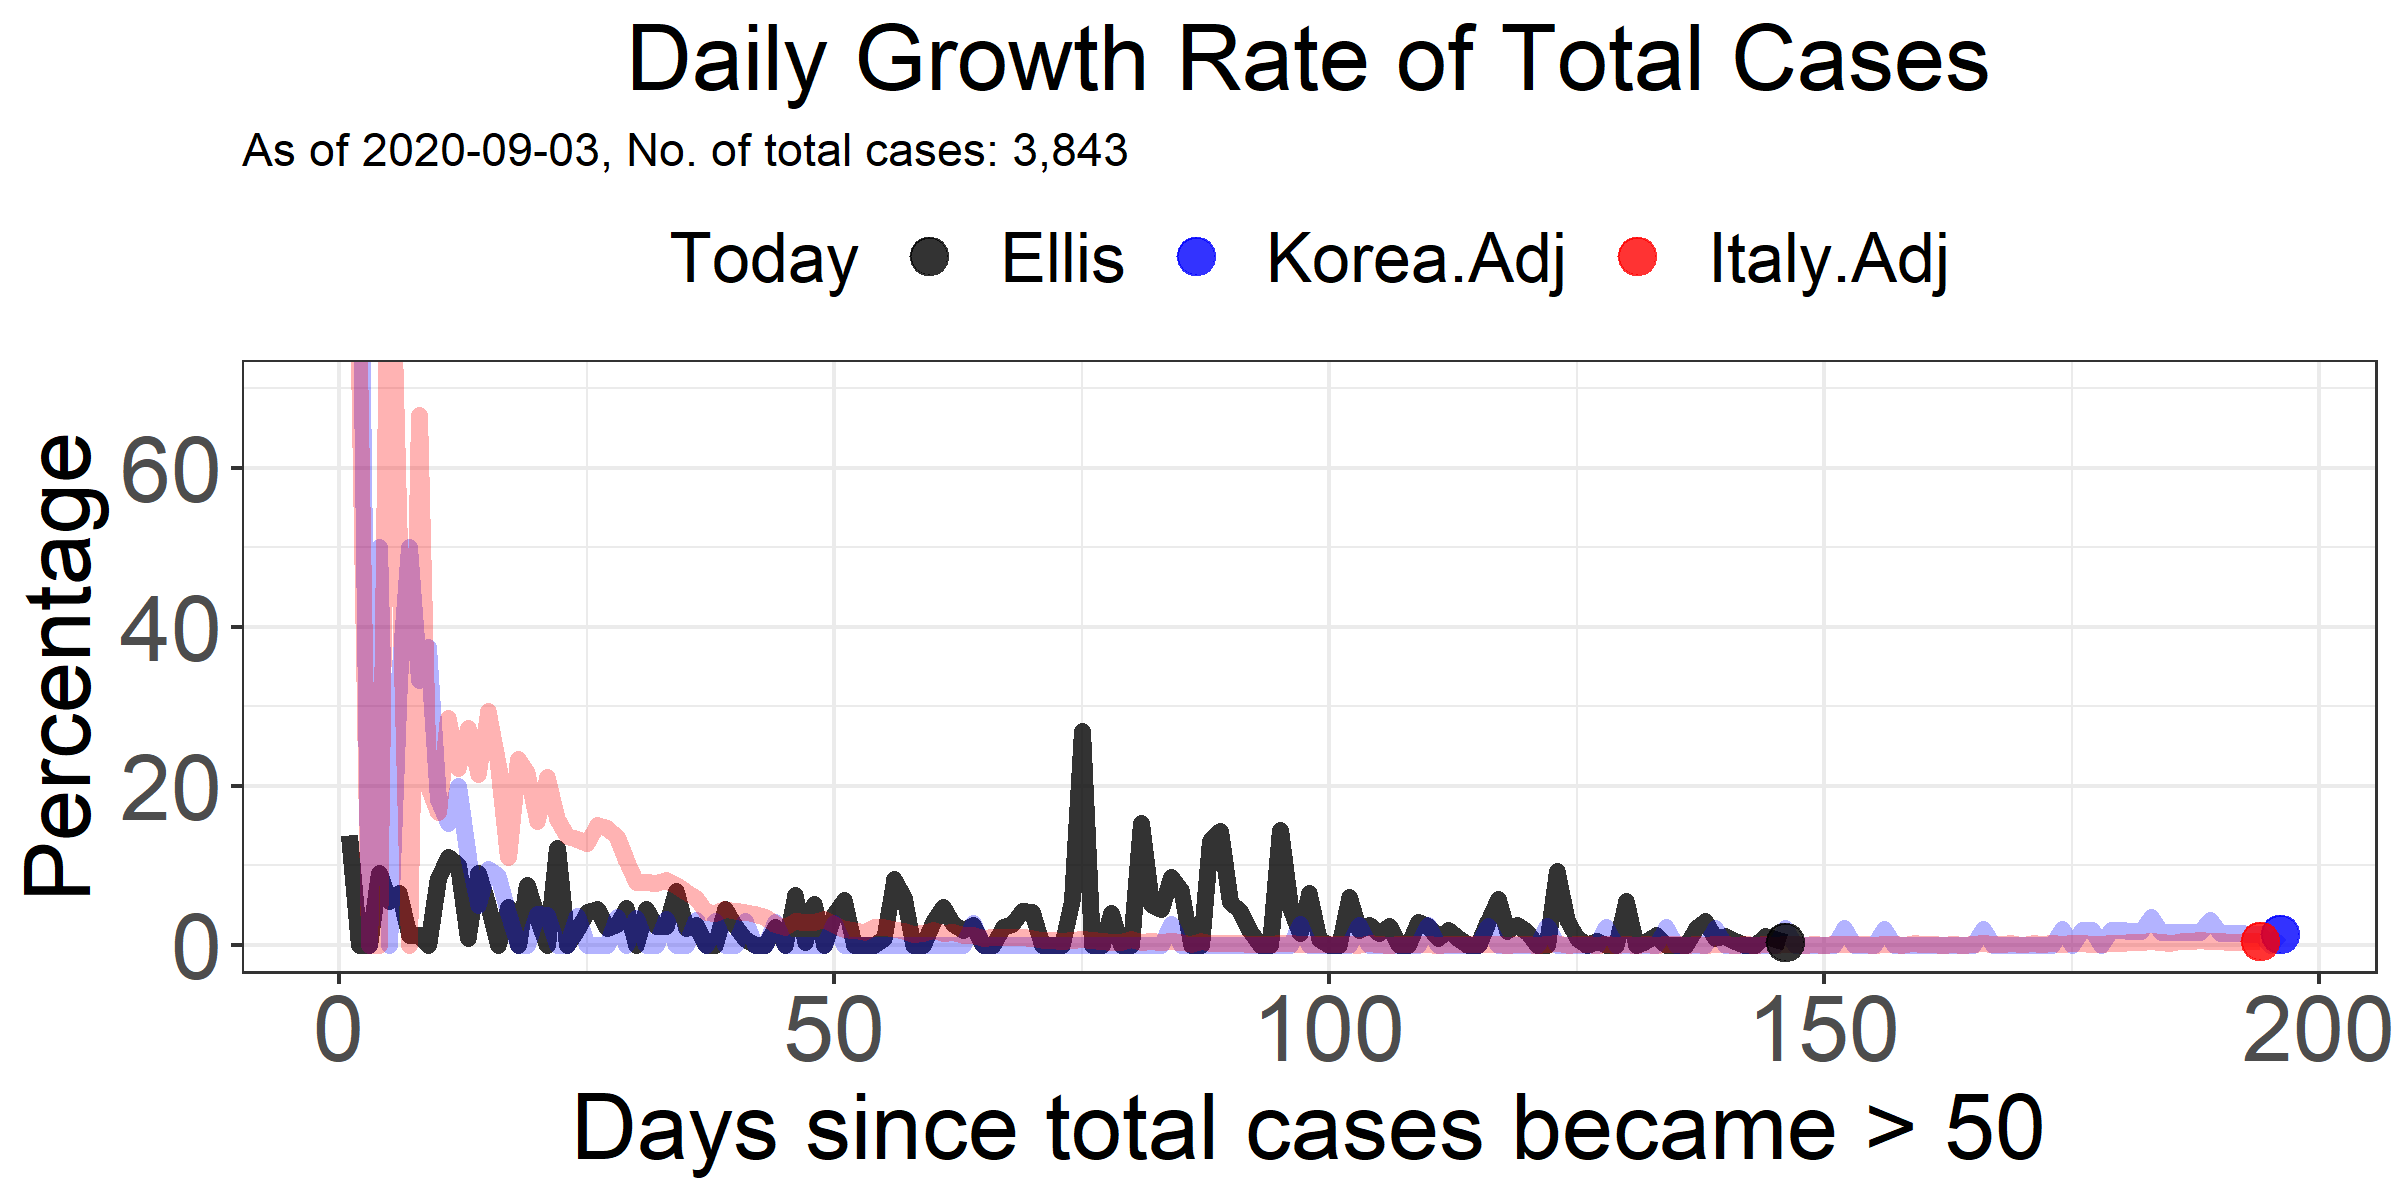 Daily Growth Rate of Total Cases
As of 2020-09-03, No. of total cases: 3,843
Today Ellis Korea.Adj Italy.Adj
Percentage
60
40
20
0
0 50 100 150 200
Days since total cases became > 50